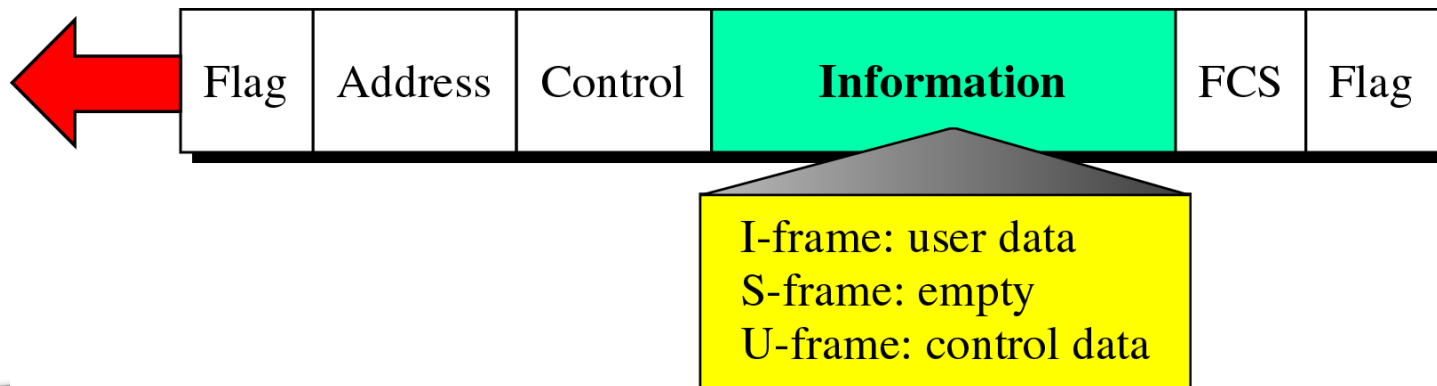 Flag Address Control Information FCS Flag
I-frame: user data
S-frame: empty
U-frame: control data